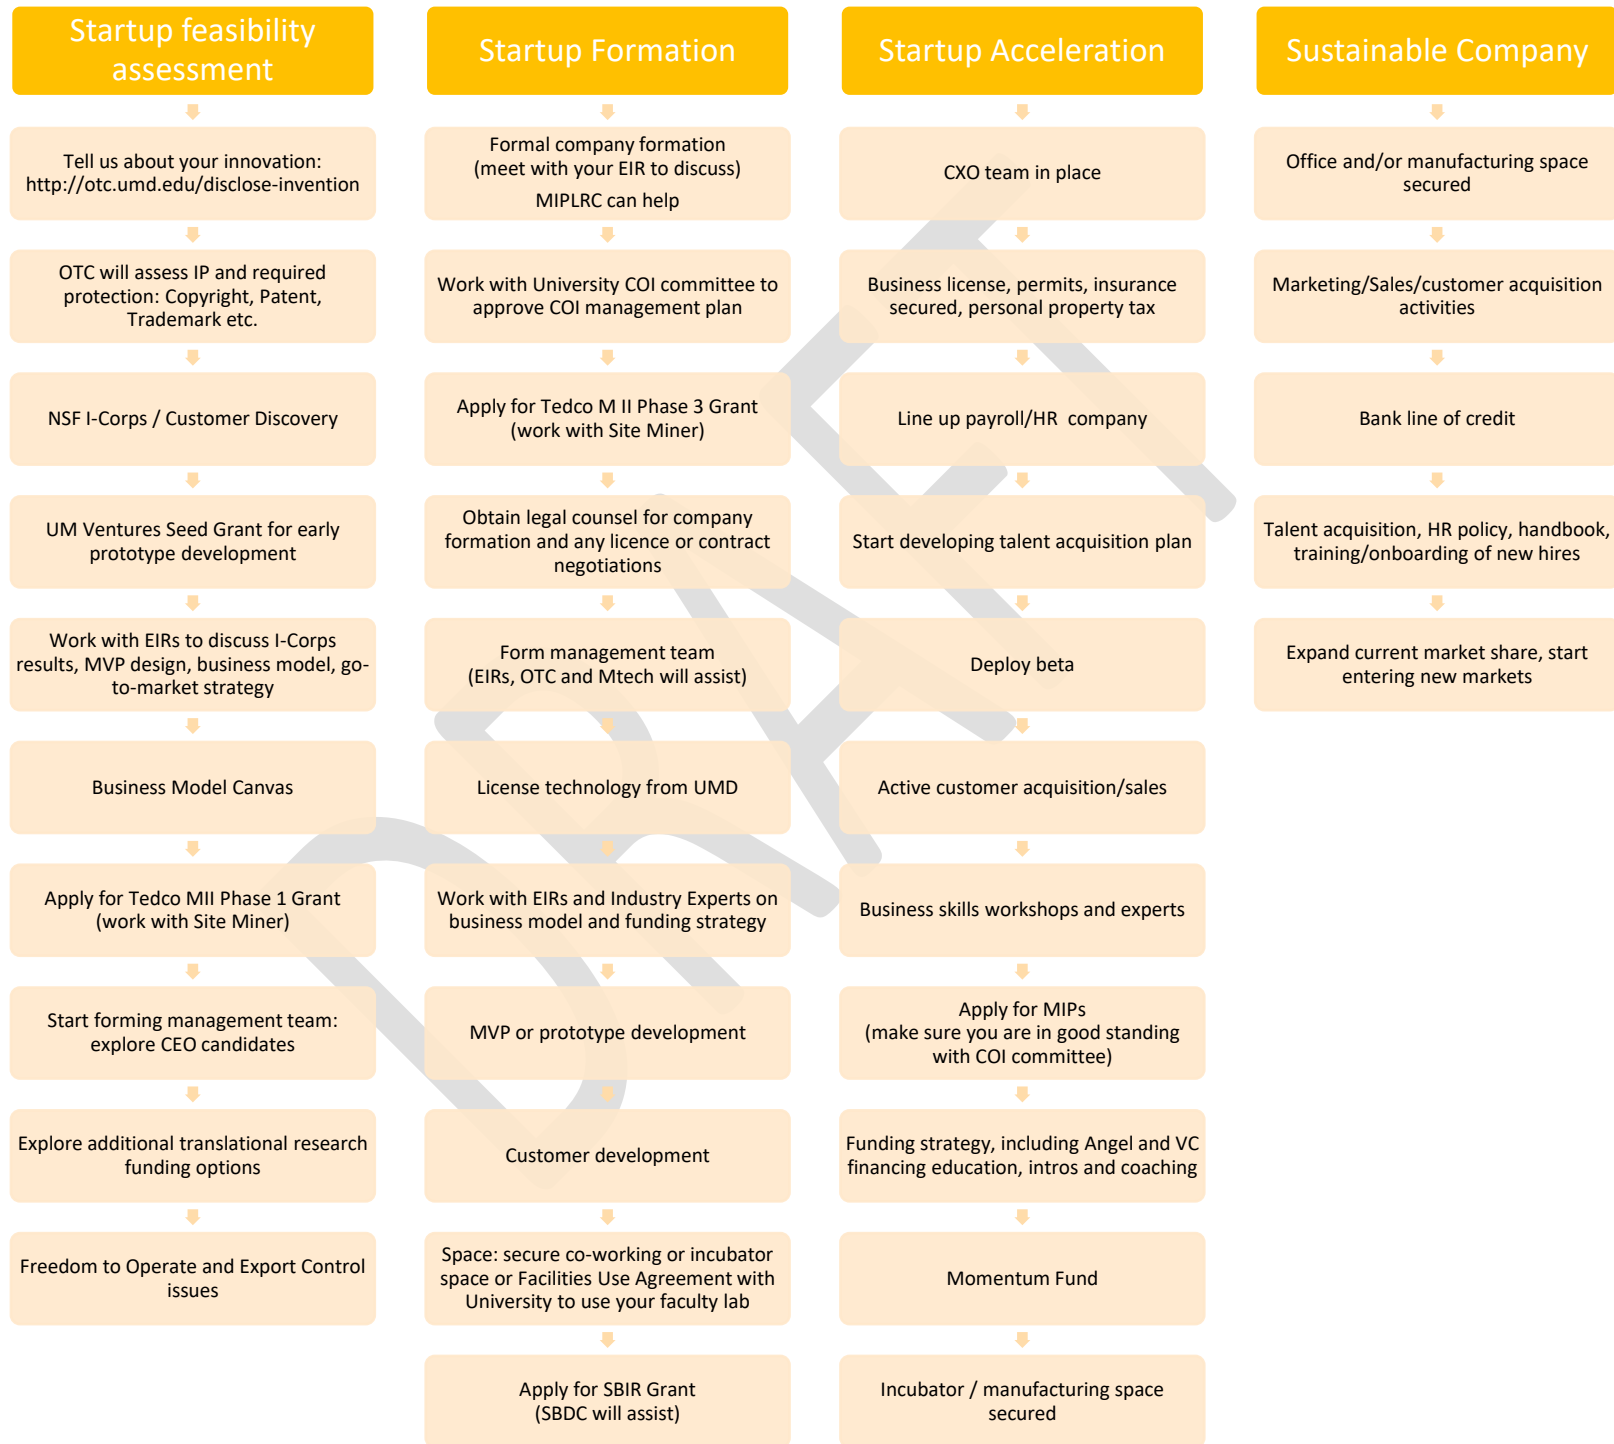 Startup feasibility
assessment
Tell us about your innovation:
http://otc.umd.edu/disclose-invention
OTC will assess IP and required
protection: Copyright, Patent,
Trademark etc.
NSF I-Corps / Customer Discovery
UM Ventures Seed Grant for early
prototype development
Work with EIRs to discuss I-Corps
results, MVP design, business model, go-
to-market strategy
Business Model Canvas
Apply for Tedco MII Phase 1 Grant
(work with Site Miner)
Start forming management team:
explore CEO candidates
Explore additional translational research
funding options
Freedom to Operate and Export Control
issues
Startup Formation
Formal company formation
(meet with your EIR to discuss)
MIPLRC can help
Work with University COI committee to
approve COI management plan
Apply for Tedco M II Phase 3 Grant
(work with Site Miner)
Obtain legal counsel for company
formation and any licence or contract
negotiations
Form management team
(EIRs, OTC and Mtech will assist)
License technology from UMD
Work with EIRs and Industry Experts on
business model and funding strategy
MVP or prototype development
Customer development
Space: secure co-working or incubator
space or Facilities Use Agreement with
University to use your faculty lab
Apply for SBIR Grant
(SBDC will assist)
Startup Acceleration
CXO team in place
Business license, permits, insurance
secured, personal property tax
Line up payroll/HR  company
Start developing talent acquisition plan
Deploy beta
Active customer acquisition/sales
Business skills workshops and experts
Apply for MIPs
(make sure you are in good standing
with COI committee)
Funding strategy, including Angel and VC
financing education, intros and coaching
Momentum Fund
Incubator / manufacturing space
secured
Sustainable Company
Office and/or manufacturing space
secured
Marketing/Sales/customer acquisition
activities
Bank line of credit
Talent acquisition, HR policy, handbook,
training/onboarding of new hires
Expand current market share, start
entering new markets
DRAFT